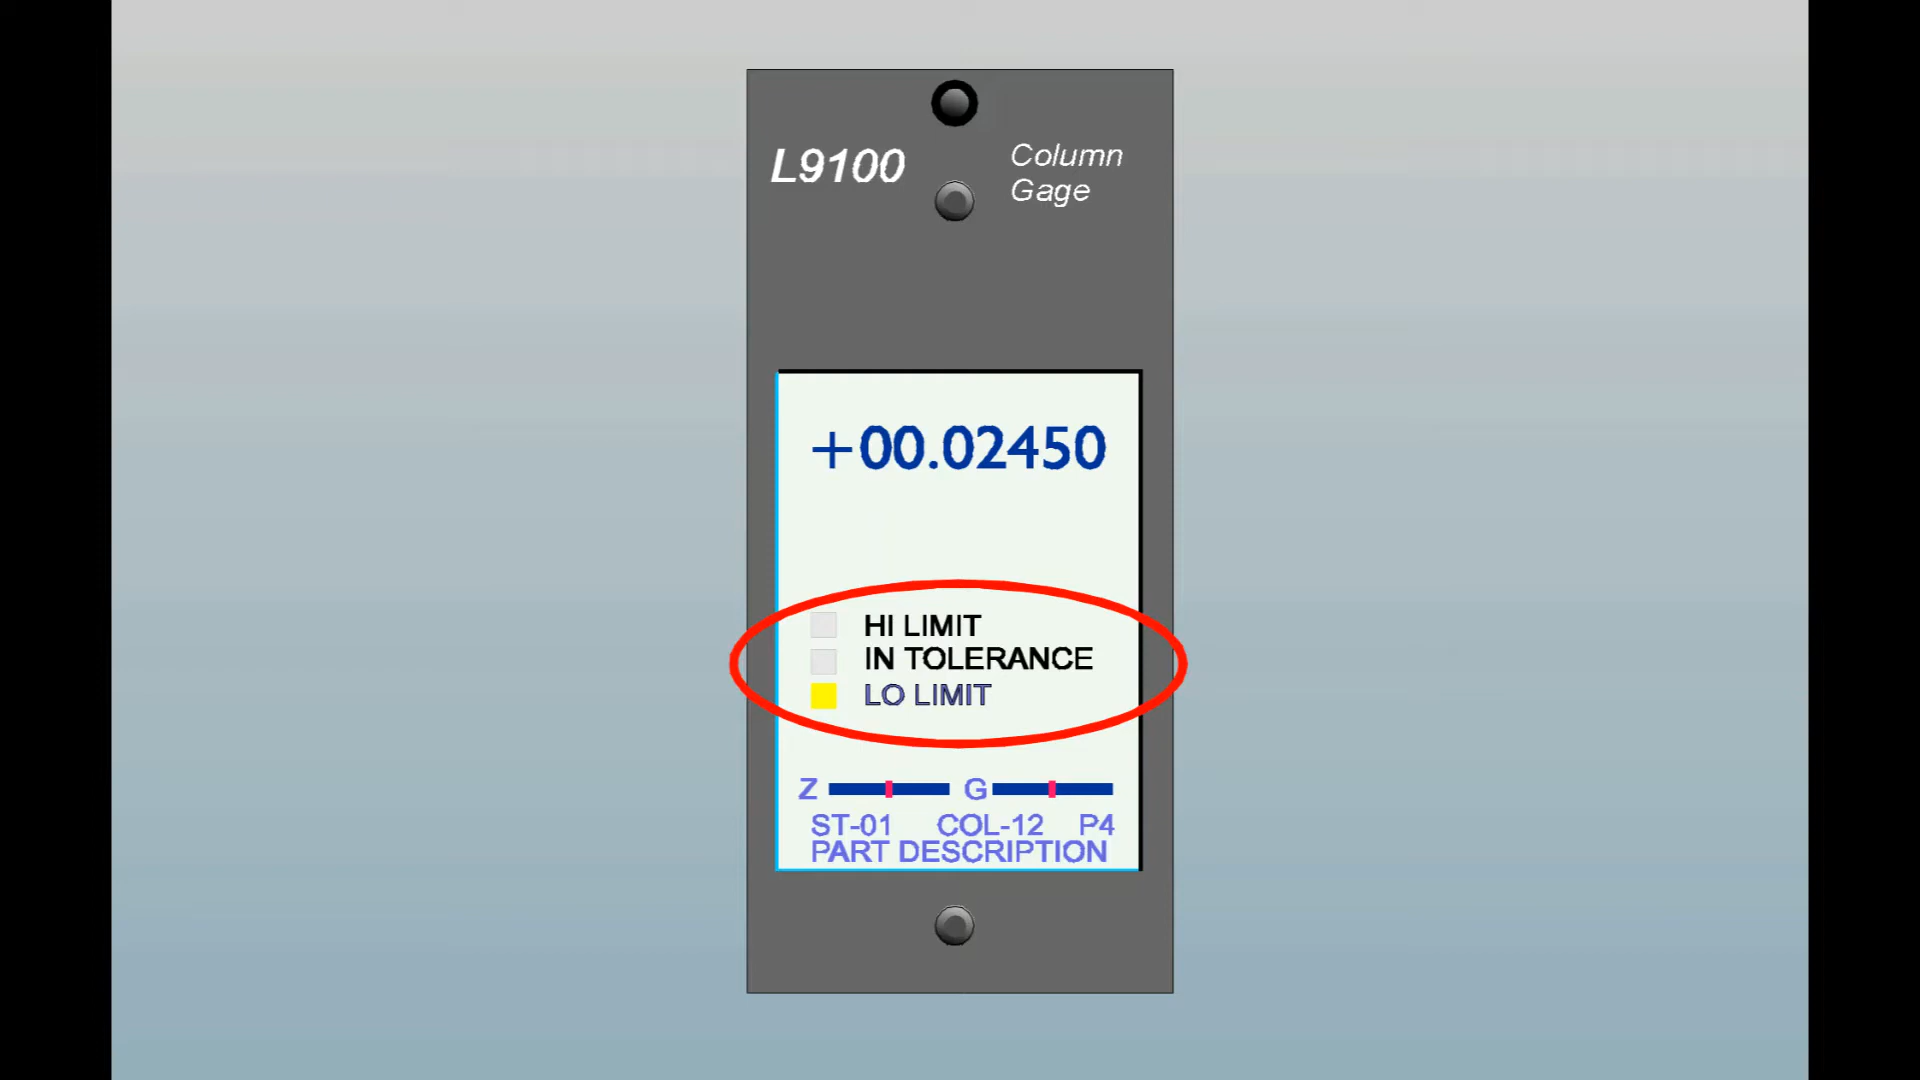 L9100
Column
Gage
+00.02450
HI LIMIT
IN TOLERANCE
LO LIMIT
Z G
ST-01 COL-12 P4
PART DESCRIPTION